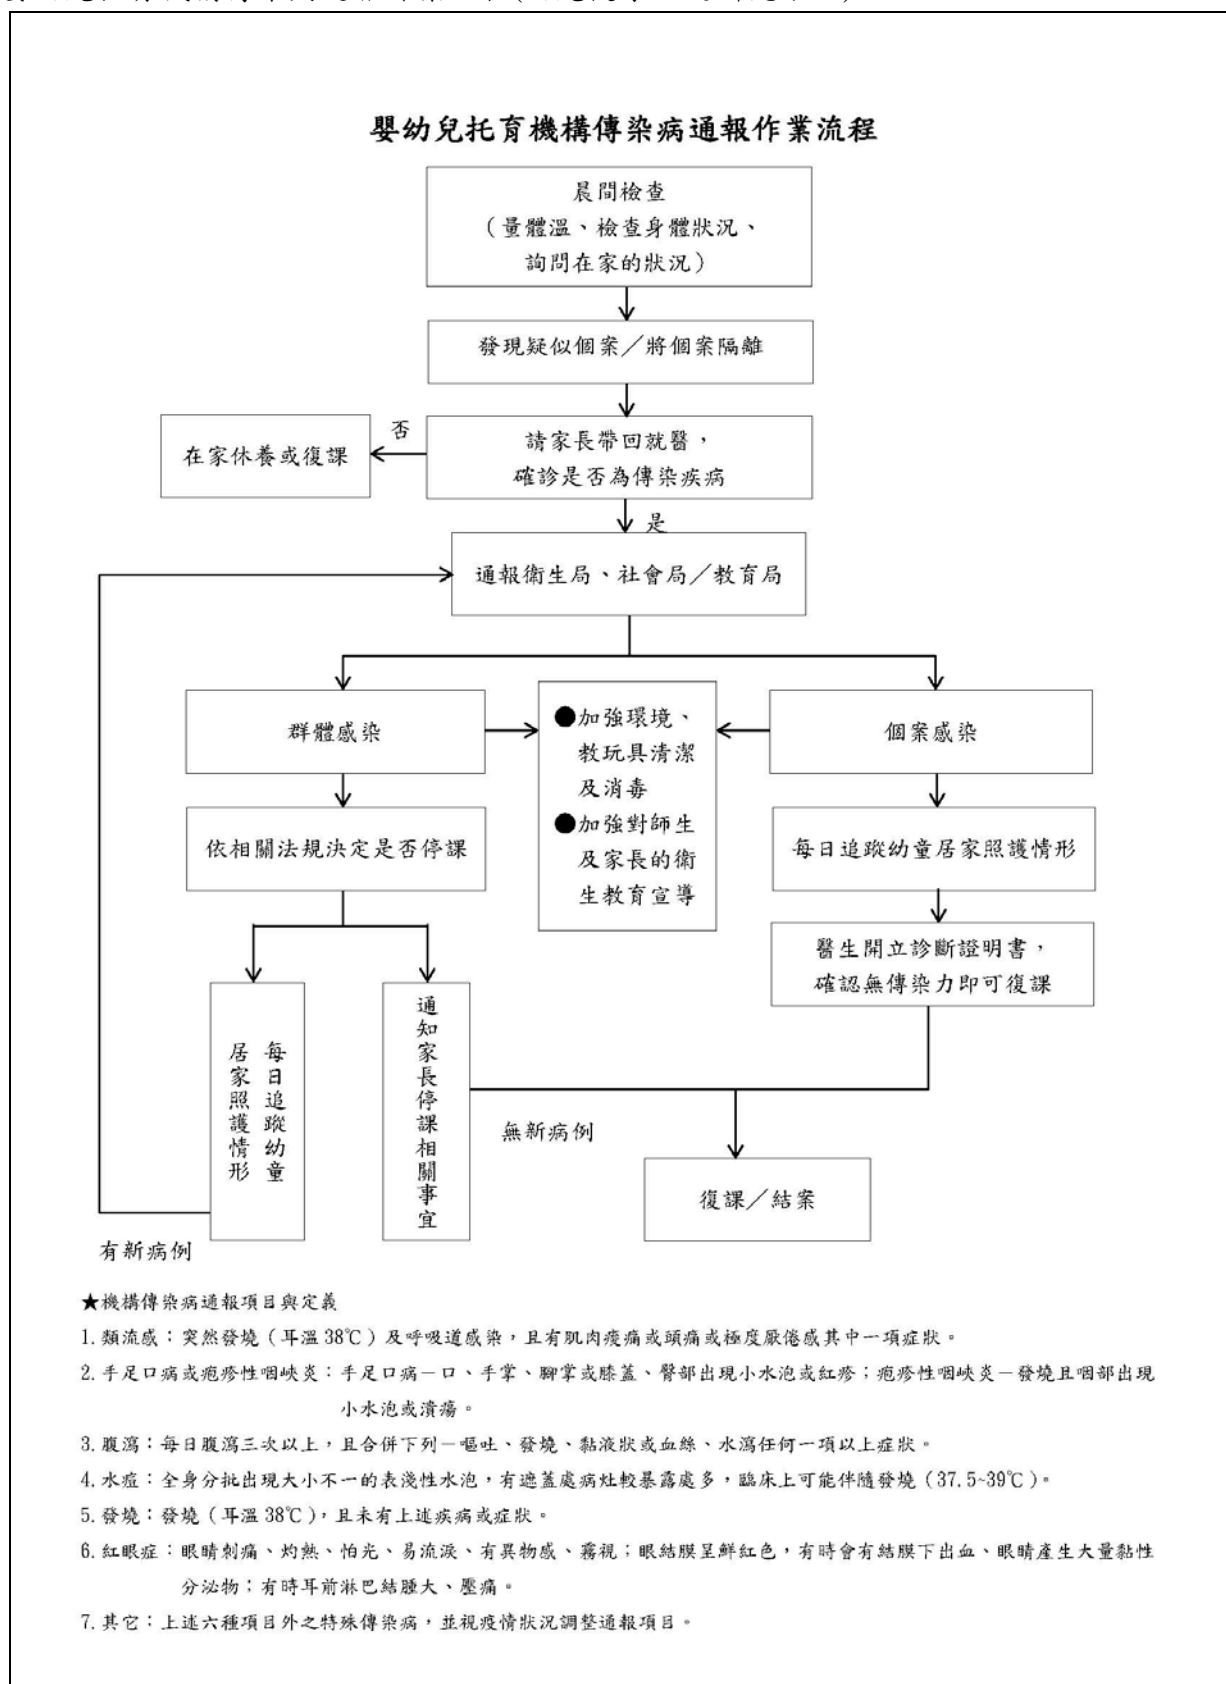 嬰幼兒托育機構傳染病通報作業流程
晨間檢查
（量體溫、檢查身體狀況、
詢問在家的狀況）
發現疑似個案／將個案隔離
請家長帶回就醫，
確診是否為傳染疾病
否
在家休養或復課
是
通報衛生局、社會局／教育局
群體感染
●加強環境、
教玩具清潔
及消毒
●加強對師生
及家長的衛
生教育宣導
個案感染
依相關法規決定是否停課
每日追蹤幼童居家照護情形
醫生開立診斷證明書，
確認無傳染力即可復課
每日追蹤幼童
居家照護情形
通知家長停課相關事宜
無新病例
復課／結案
有新病例
★機構傳染病通報項目與定義
1.類流感：突然發燒（耳溫38℃）及呼吸道感染，且有肌肉痠痛或頭痛或極度厭倦感其中一項症狀。
2.手足口病或疱疹性咽峽炎：手足口病－口、手掌、腳掌或膝蓋、臀部出現小水泡或紅疹；疱疹性咽峽炎－發燒且咽部出現
小水泡或潰瘍。
3.腹瀉：每日腹瀉三次以上，且合併下列－嘔吐、發燒、黏液狀或血絲、水瀉任何一項以上症狀。
4.水痘：全身分批出現大小不一的表淺性水泡，有遮蓋處病灶較暴露處多，臨床上可能伴隨發燒（37.5~39℃）。
5.發燒：發燒（耳溫38℃），且未有上述疾病或症狀。
6.紅眼症：眼睛刺痛、灼熱、怕光、易流淚、有異物感、霧視；眼結膜呈鮮紅色，有時會有結膜下出血、眼睛產生大量黏性
分泌物；有時耳前淋巴結腫大、壓痛。
7.其它：上述六種項目外之特殊傳染病，並視疫情狀況調整通報項目。